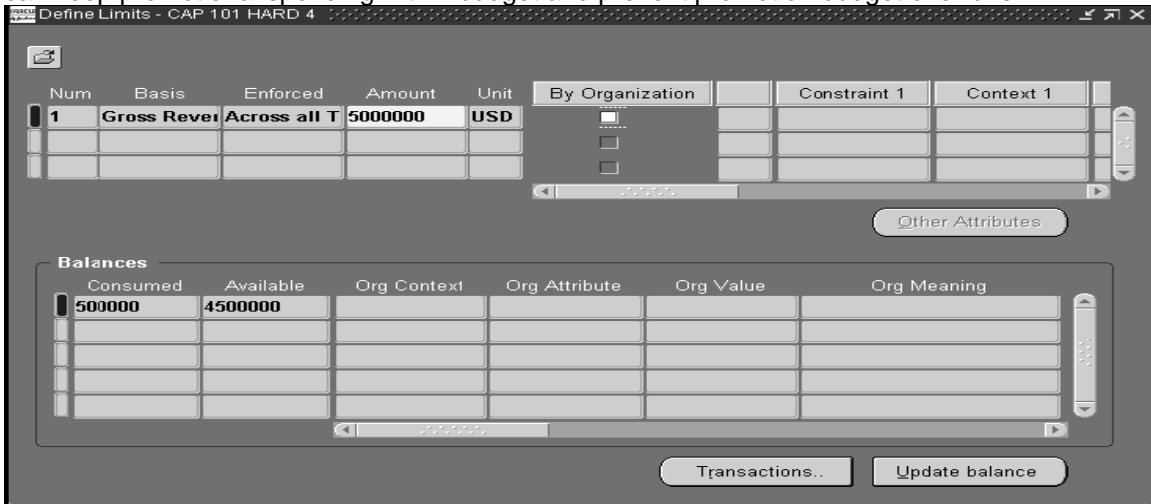 Define Limits - CAP 101 HARD 4
Num Basis Enforced Amount Unit By Organization Constraint 1 Context 1
1 Gross Reve Across all T 5000000 USD
Other Attributes
Balances
Consumed Available Org Context Org Attribute Org Value Org Meaning
500000 4500000
Transactions..
Update balance